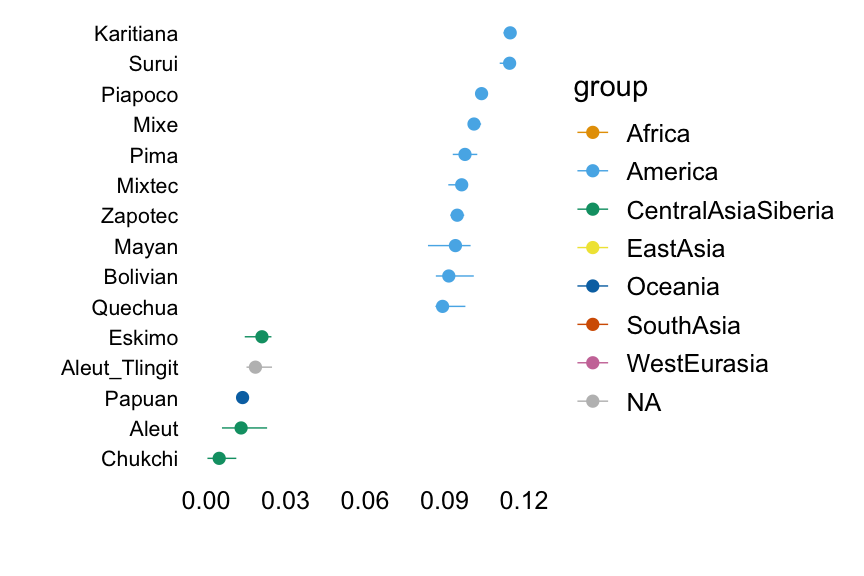 Karitiana
Surui
Piapoco
Mixe
Pima
Mixtec
Zapotec
Mayan
Bolivian
Quechua
Eskimo
Aleut_Tlingit
Papuan
Aleut
Chukchi
0.00 0.03 0.06 0.09 0.12
group
Africa
America
CentralAsiaSiberia
EastAsia
Oceania
SouthAsia
WestEurasia
NA